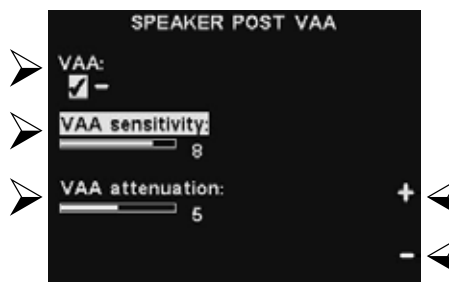 SPEAKER POST VAA
VAA:
✓ -
VAA sensitivity:
8
VAA attenuation:
+
5
-